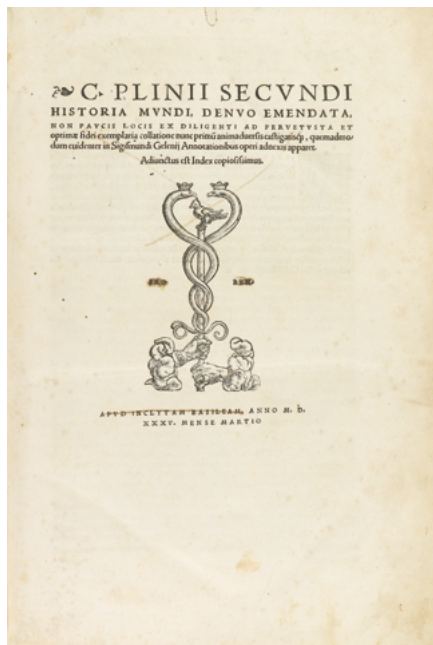 C. PLINII SECVNDI
HISTORIA MVNDI, DENVO EMENDATA,
NON PAVCIS LOCIS EX DILIGENTI AD PERVETVSTA ET
optimæ fidei exemplaria collatione nunc primũ animaduersis castigatisq́;, quemadmo-
dum euidenter in Sigismundi Gelenij Annotationibus operi adnexis apparet.
Adiunctus est Index copiosissimus.
APVD INCLYTAM BASILEAM, ANNO M. D.
XXXV. MENSE MARTIO